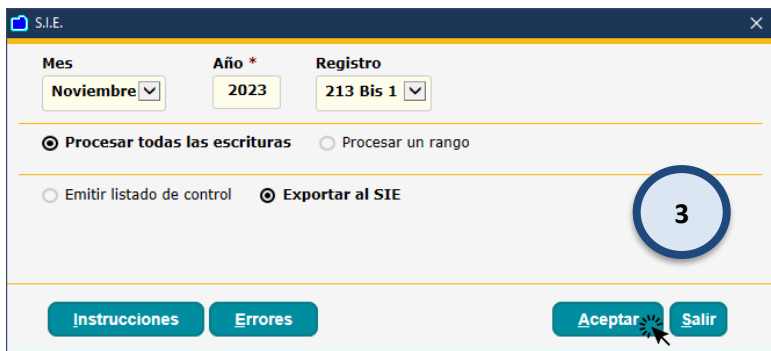 S.I.E.
Mes Año * Registro
Noviembre 2023 213 Bis 1
Procesar todas las escrituras Procesar un rango
Emitir listado de control Exportar al SIE
3
Instrucciones Errores Aceptar Salir